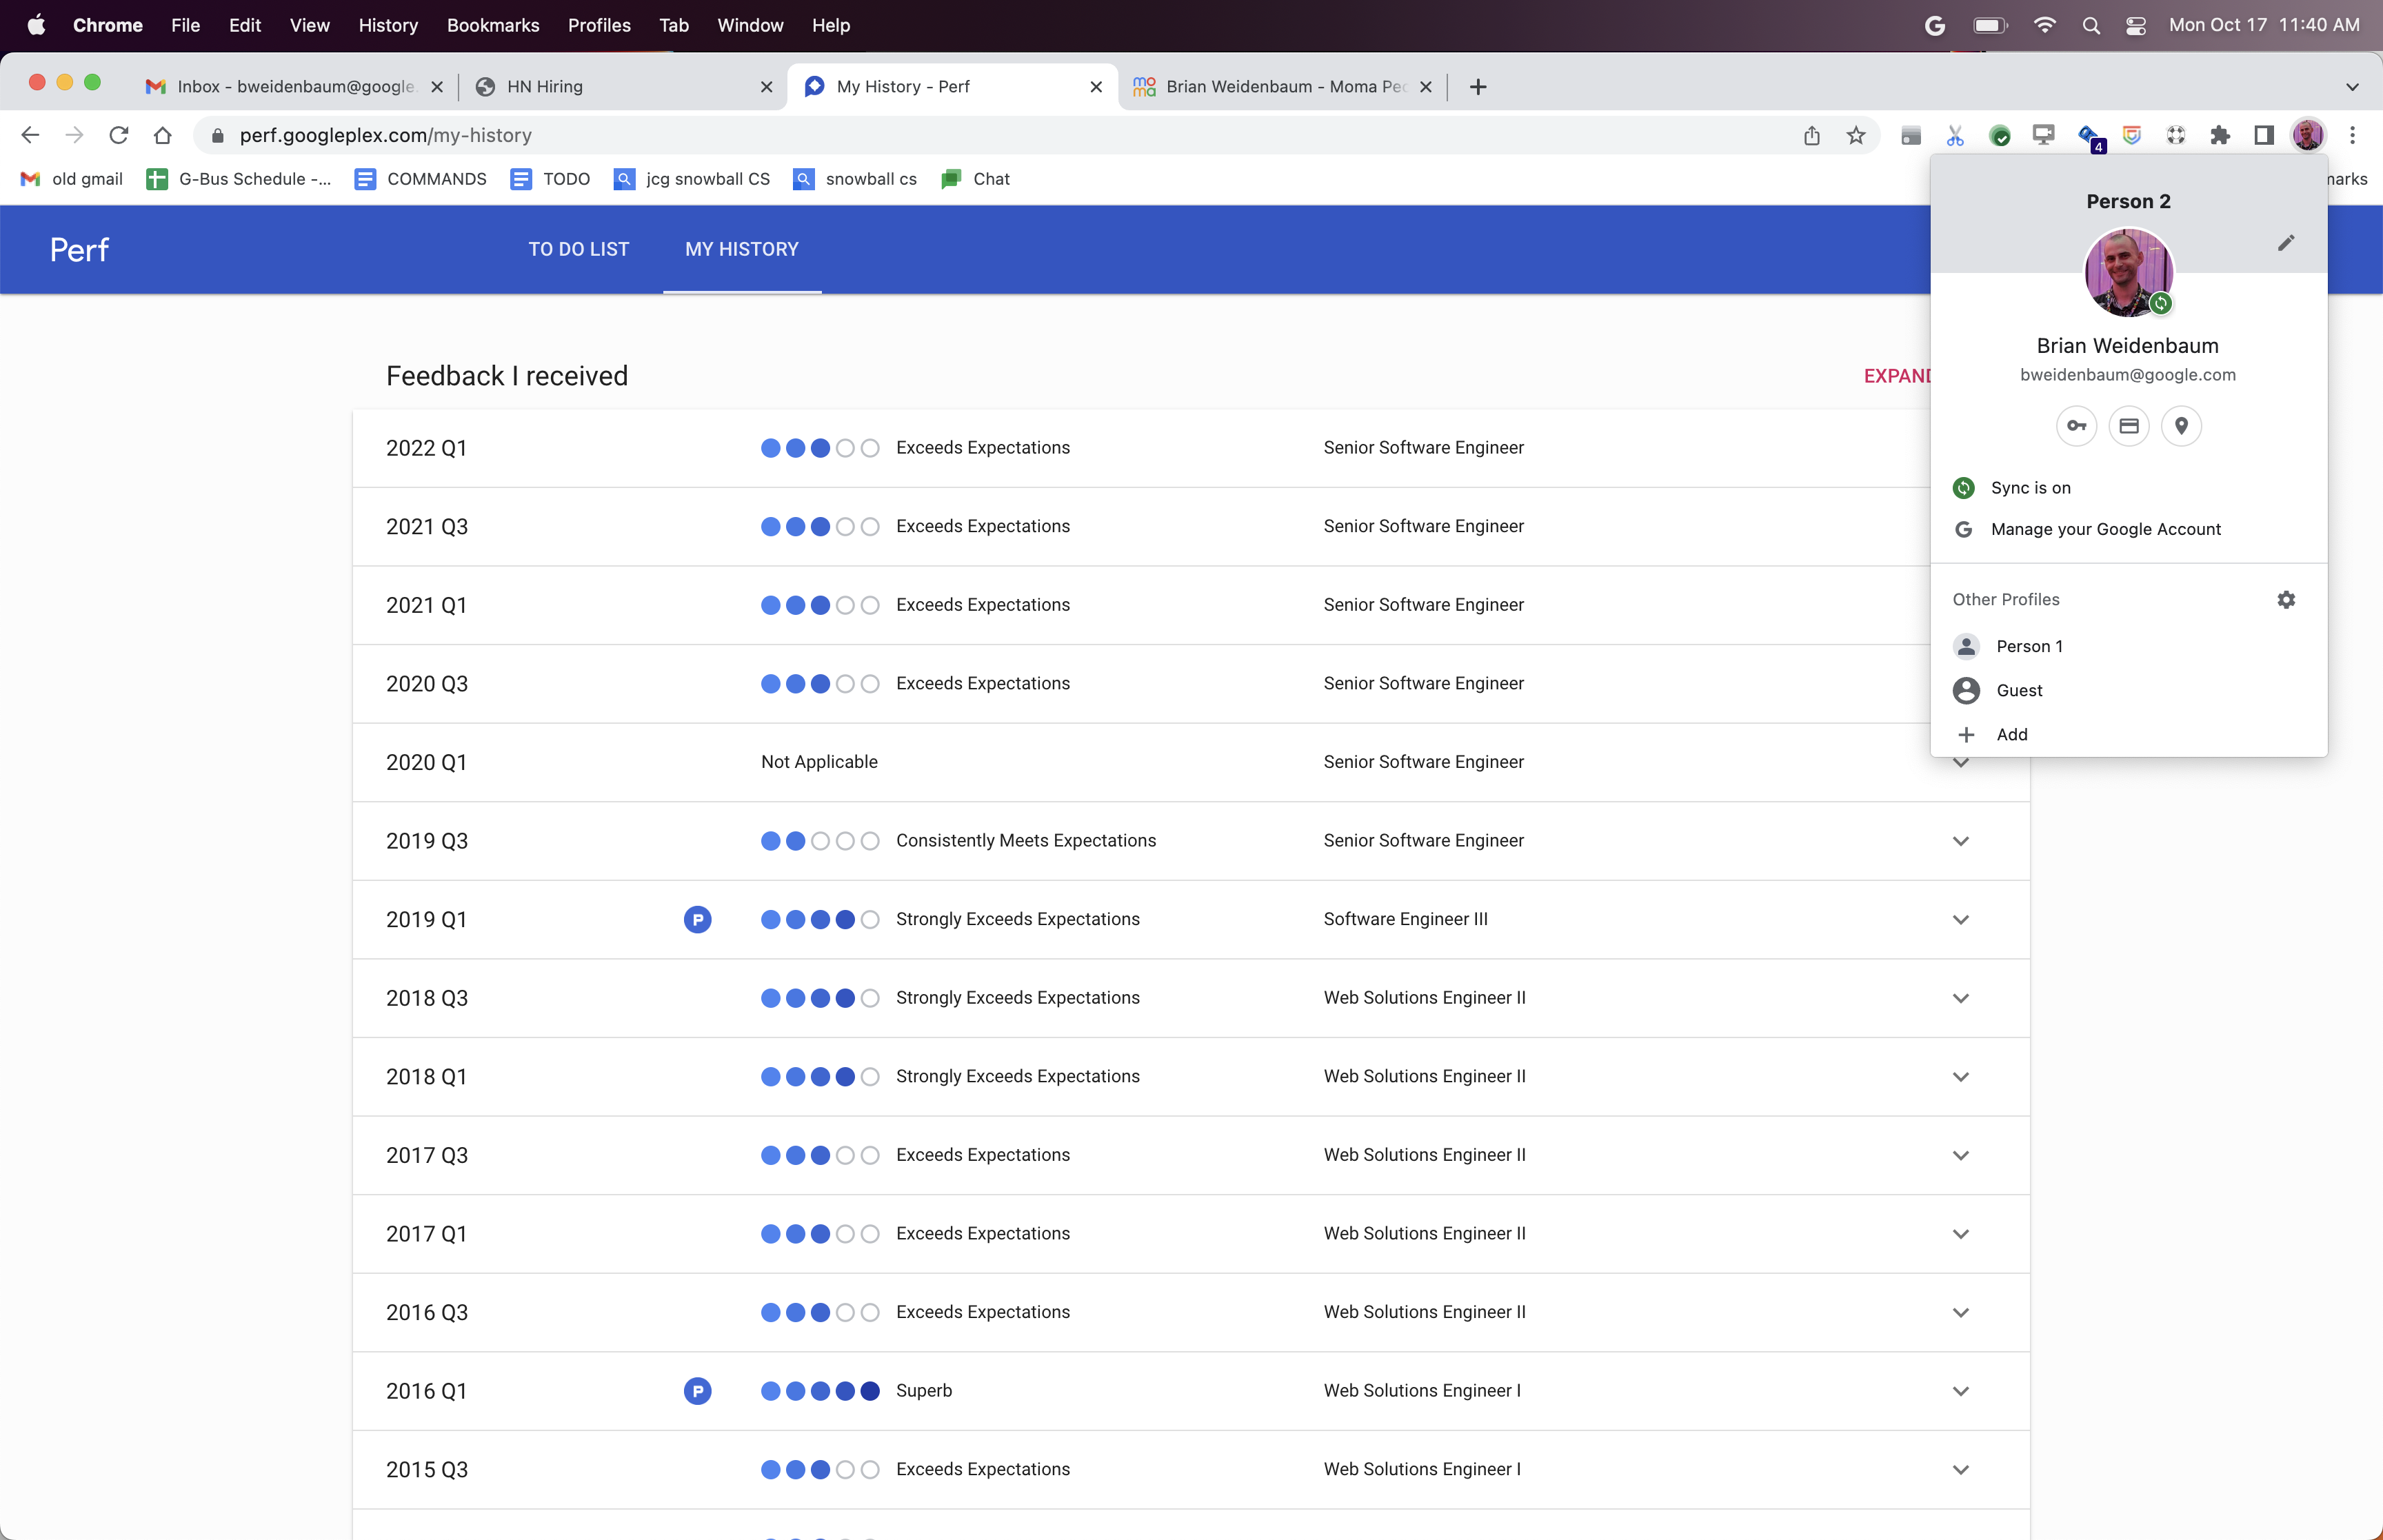 Chrome File Edit View History Bookmarks Profiles Tab Window Help Mon Oct 17 11:40 AM
Inbox - bweidenbaum@google. HN Hiring My History - Perf Brian Weidenbaum - Moma Pe
perf.googleplex.com/my-history 4
old gmail G-Bus Schedule -... COMMANDS TODO jcg snowball CS snowball cs Chat marks
Perf TO DO LIST MY HISTORY
Feedback I received EXPAND
2022 Q1 Exceeds Expectations Senior Software Engineer
2021 Q3 Exceeds Expectations Senior Software Engineer
2021 Q1 Exceeds Expectations Senior Software Engineer
2020 Q3 Exceeds Expectations Senior Software Engineer
2020 Q1 Not Applicable Senior Software Engineer
2019 Q3 Consistently Meets Expectations Senior Software Engineer
2019 Q1 P Strongly Exceeds Expectations Software Engineer III
2018 Q3 Strongly Exceeds Expectations Web Solutions Engineer II
2018 Q1 Strongly Exceeds Expectations Web Solutions Engineer II
2017 Q3 Exceeds Expectations Web Solutions Engineer II
2017 Q1 Exceeds Expectations Web Solutions Engineer II
2016 Q3 Exceeds Expectations Web Solutions Engineer II
2016 Q1 P Superb Web Solutions Engineer I
2015 Q3 Exceeds Expectations Web Solutions Engineer I
Person 2
Brian Weidenbaum
bweidenbaum@google.com
Sync is on
Manage your Google Account
Other Profiles
Person 1
Guest
Add